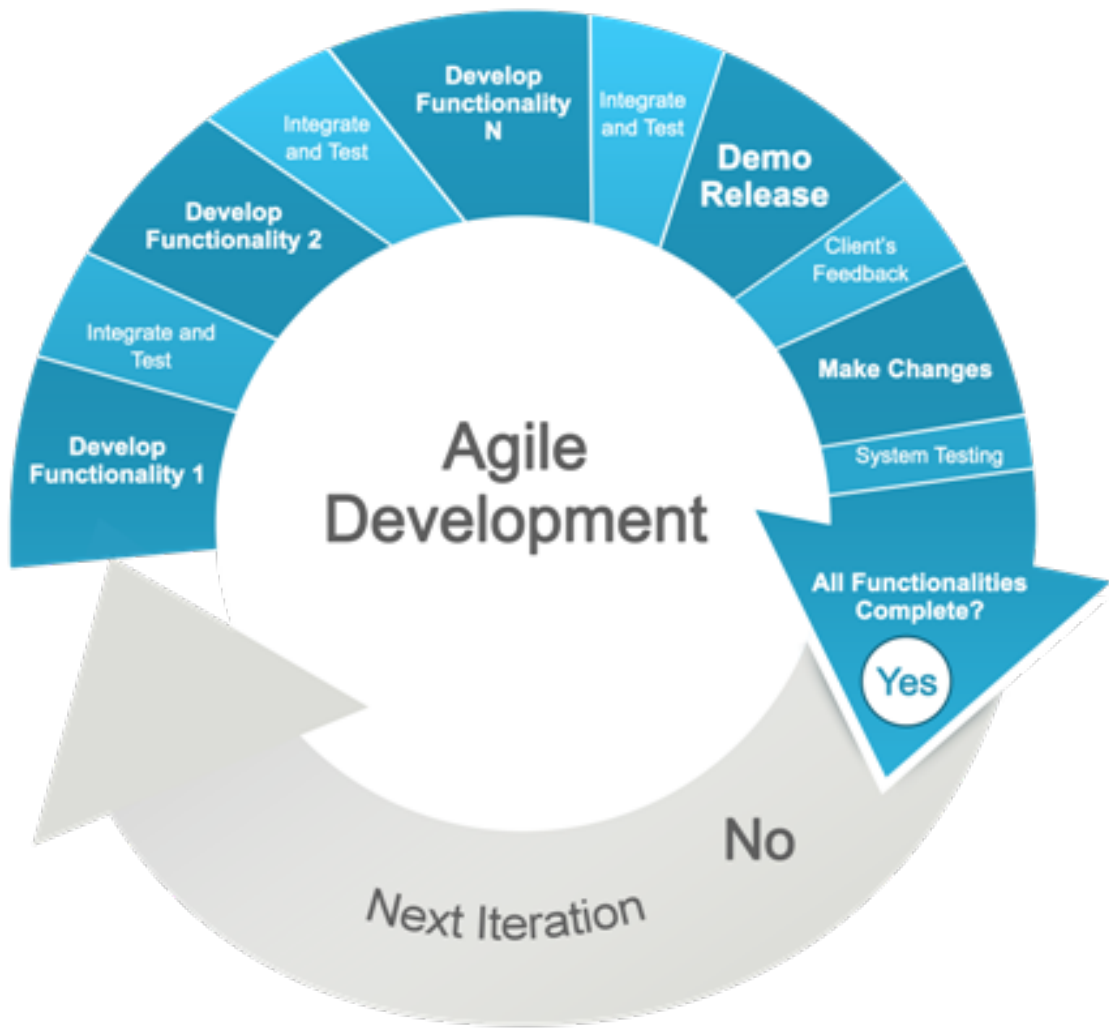 Develop
Functionality 1
Integrate and
Test
Develop
Functionality 2
Integrate
and Test
Develop
Functionality
N
Integrate
and Test
Demo
Release
Client's
Feedback
Make Changes
System Testing
All Functionalities
Complete?
Yes
No
Next Iteration
Agile
Development